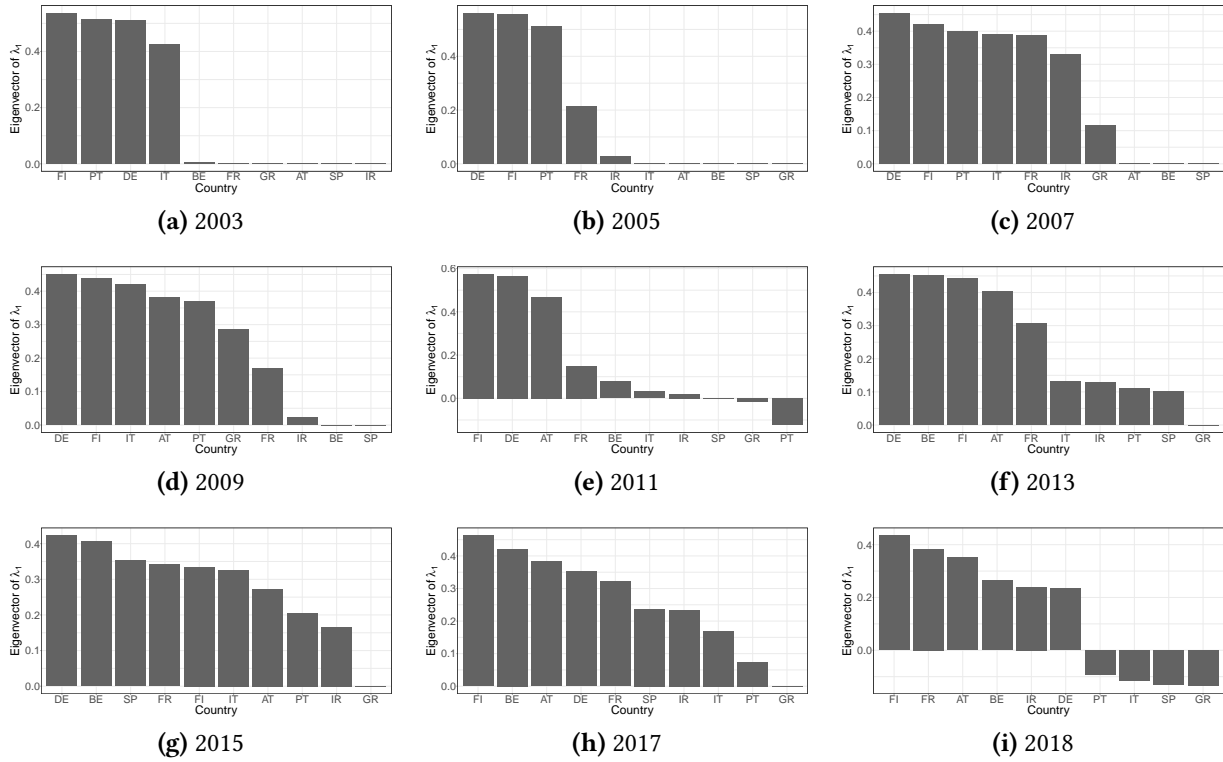 Eigenvector of λ₁
0.4
0.2
0.0
FI PT DE IT BE FR GR AT SP IR
Country
(a) 2003
Eigenvector of λ₁
0.4
0.2
0.0
DE FI PT FR IR IT AT BE SP GR
Country
(b) 2005
Eigenvector of λ₁
0.4
0.3
0.2
0.1
0.0
DE FI PT IT FR IR GR AT BE SP
Country
(c) 2007
Eigenvector of λ₁
0.4
0.3
0.2
0.1
0.0
DE FI IT AT PT GR FR IR BE SP
Country
(d) 2009
Eigenvector of λ₁
0.6
0.4
0.2
0.0
FI DE AT FR BE IT IR SP GR PT
Country
(e) 2011
Eigenvector of λ₁
0.4
0.3
0.2
0.1
0.0
DE BE FI AT FR IT IR PT SP GR
Country
(f) 2013
Eigenvector of λ₁
0.4
0.3
0.2
0.1
0.0
DE BE SP FR FI IT AT PT IR GR
Country
(g) 2015
Eigenvector of λ₁
0.4
0.3
0.2
0.1
0.0
FI BE AT DE FR SP IR IT PT GR
Country
(h) 2017
Eigenvector of λ₁
0.4
0.2
0.0
FI FR AT BE IR DE PT IT SP GR
Country
(i) 2018